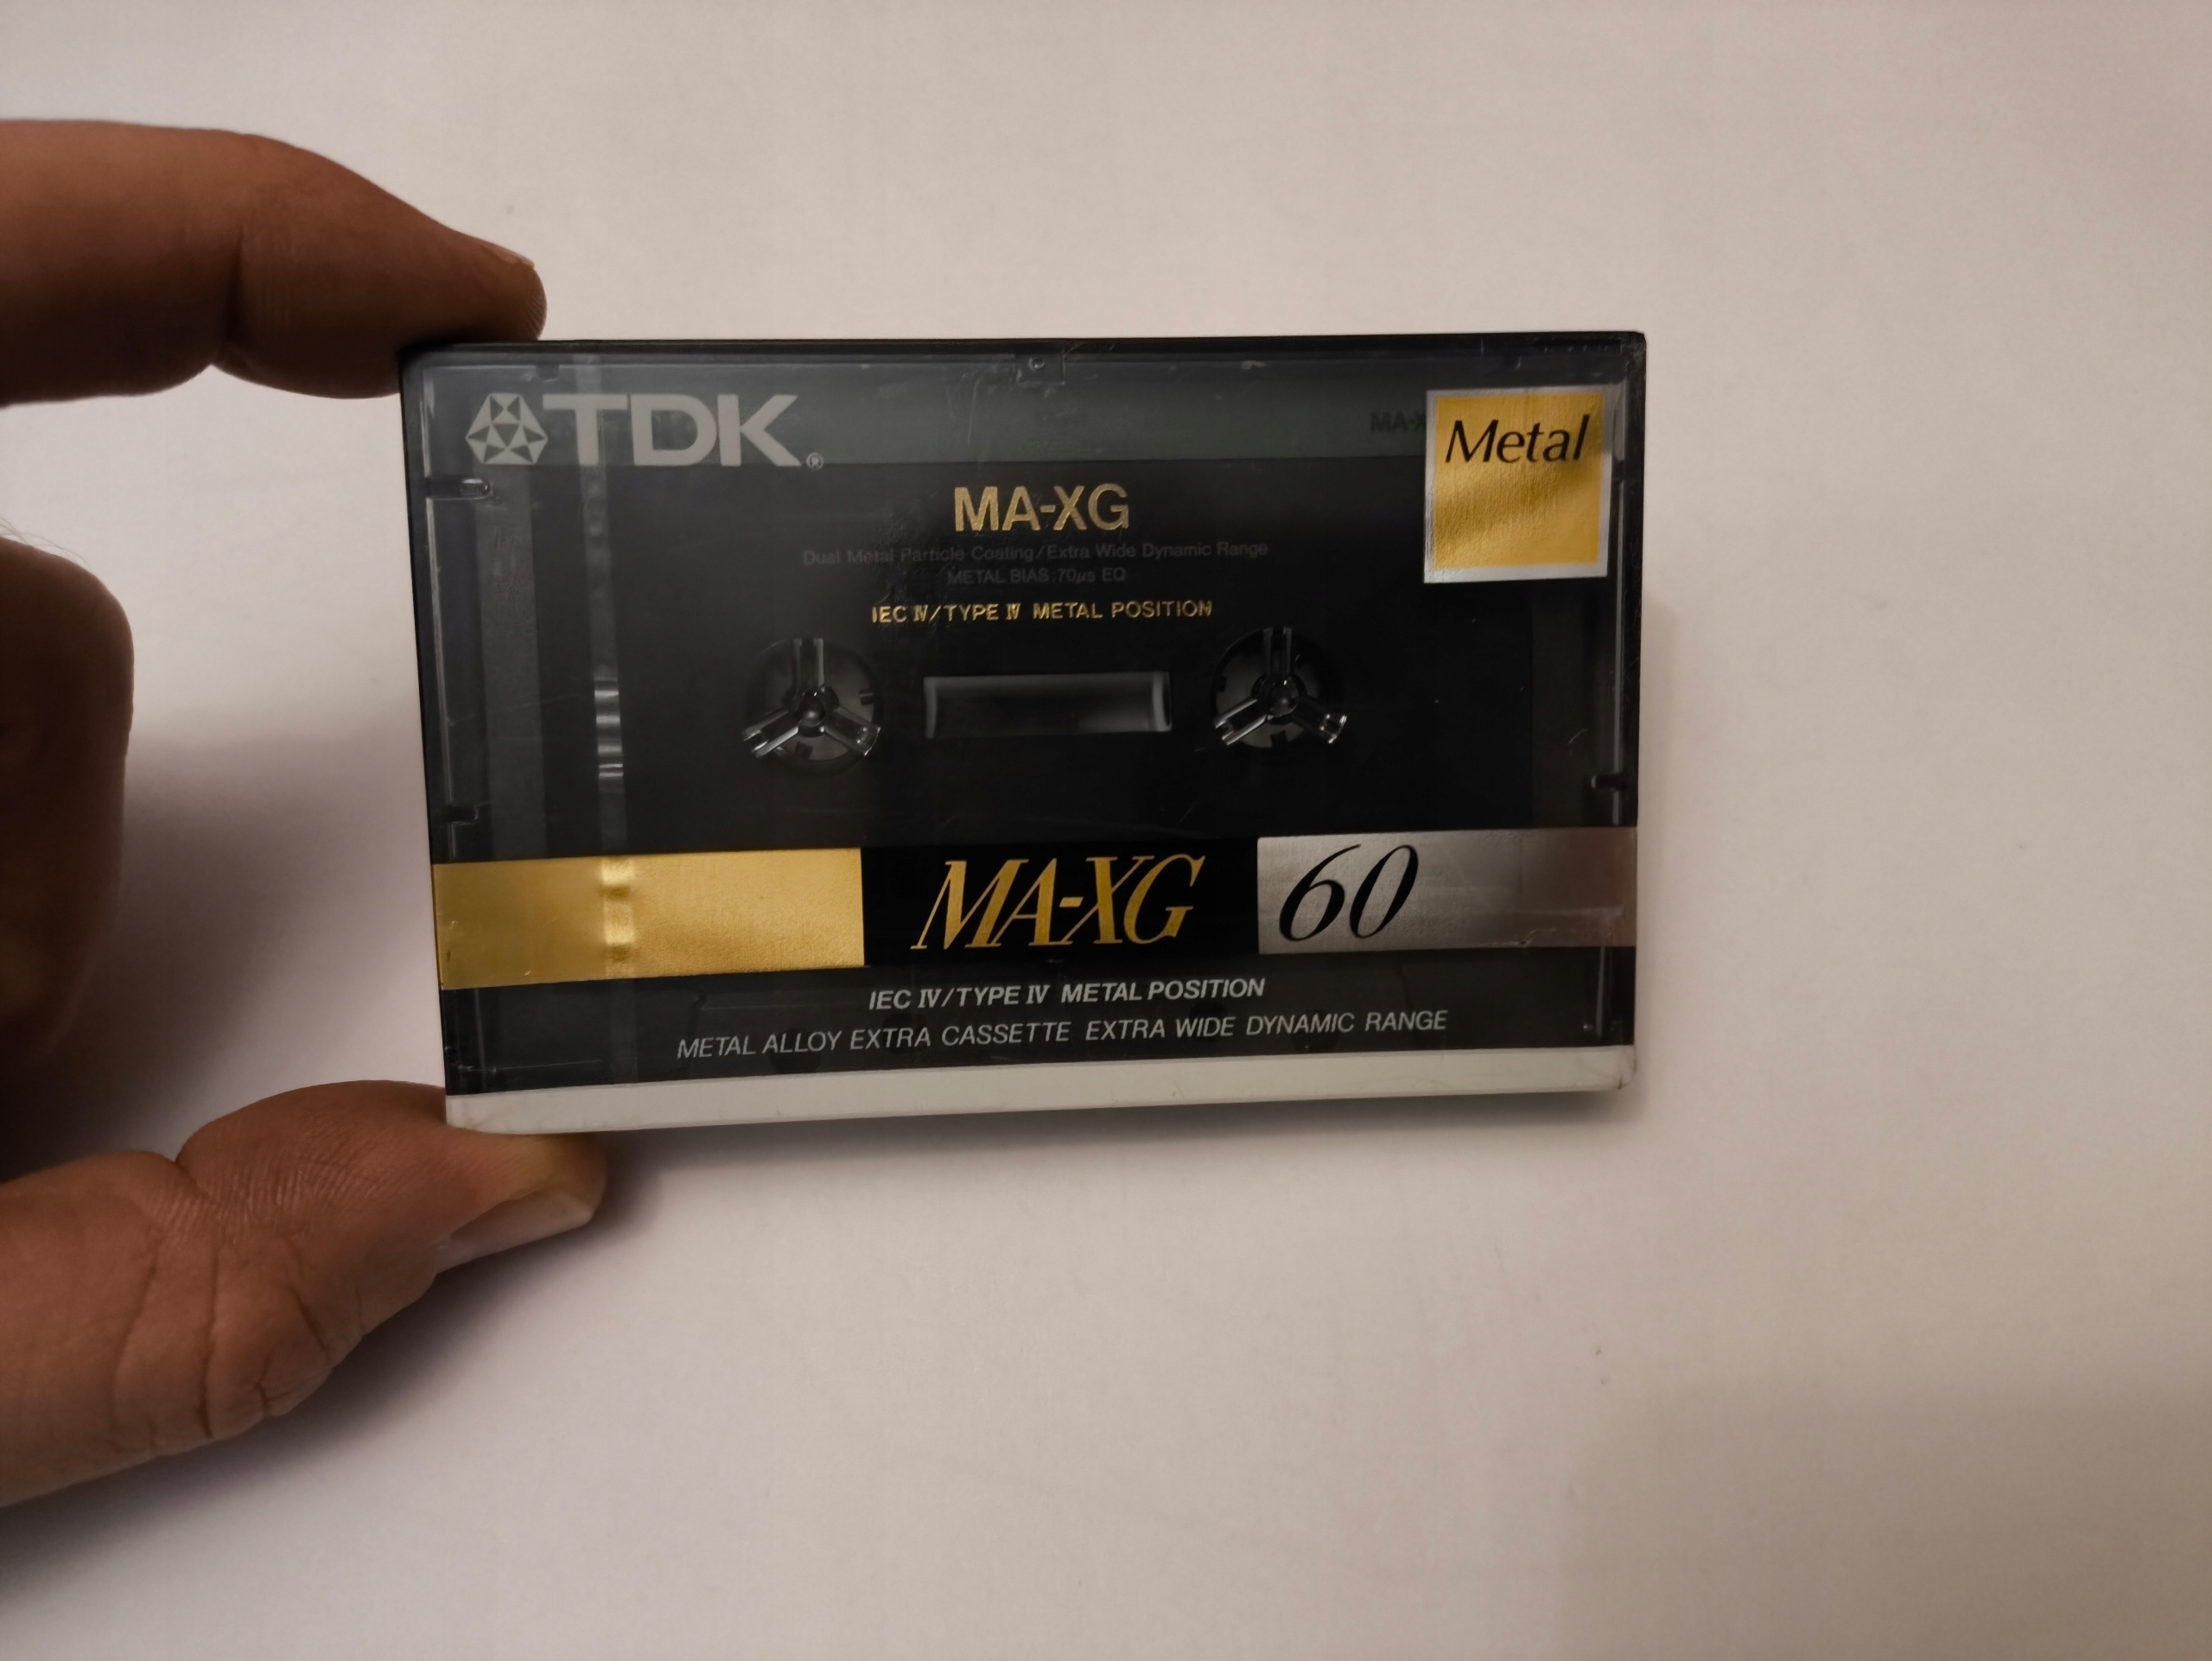 TDK®
MA-X
Metal
MA-XG
Dual Metal Particle Coating/Extra Wide Dynamic Range
METAL BIAS:70µs EQ
IEC Ⅳ/TYPE Ⅳ METAL POSITION
MA-XG 60
IEC Ⅳ/TYPE Ⅳ METAL POSITION
METAL ALLOY EXTRA CASSETTE EXTRA WIDE DYNAMIC RANGE